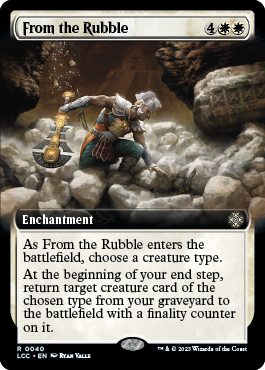 From the Rubble 4
Enchantment
As From the Rubble enters the
battlefield, choose a creature type.
At the beginning of your end step,
return target creature card of the
chosen type from your graveyard to
the battlefield with a finality counter
on it.
R 0040
LCC • EN Ryan Valle
™ & © 2023 Wizards of the Coast